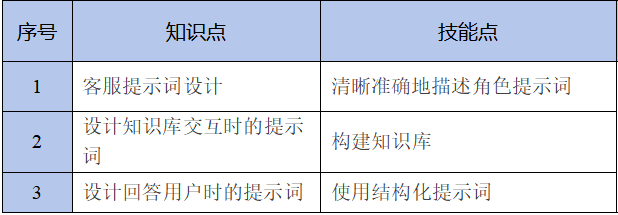 序号 知识点 技能点
1 客服提示词设计 清晰准确地描述角色提示词
2 设计知识库交互时的提示
词 构建知识库
3 设计回答用户时的提示词 使用结构化提示词